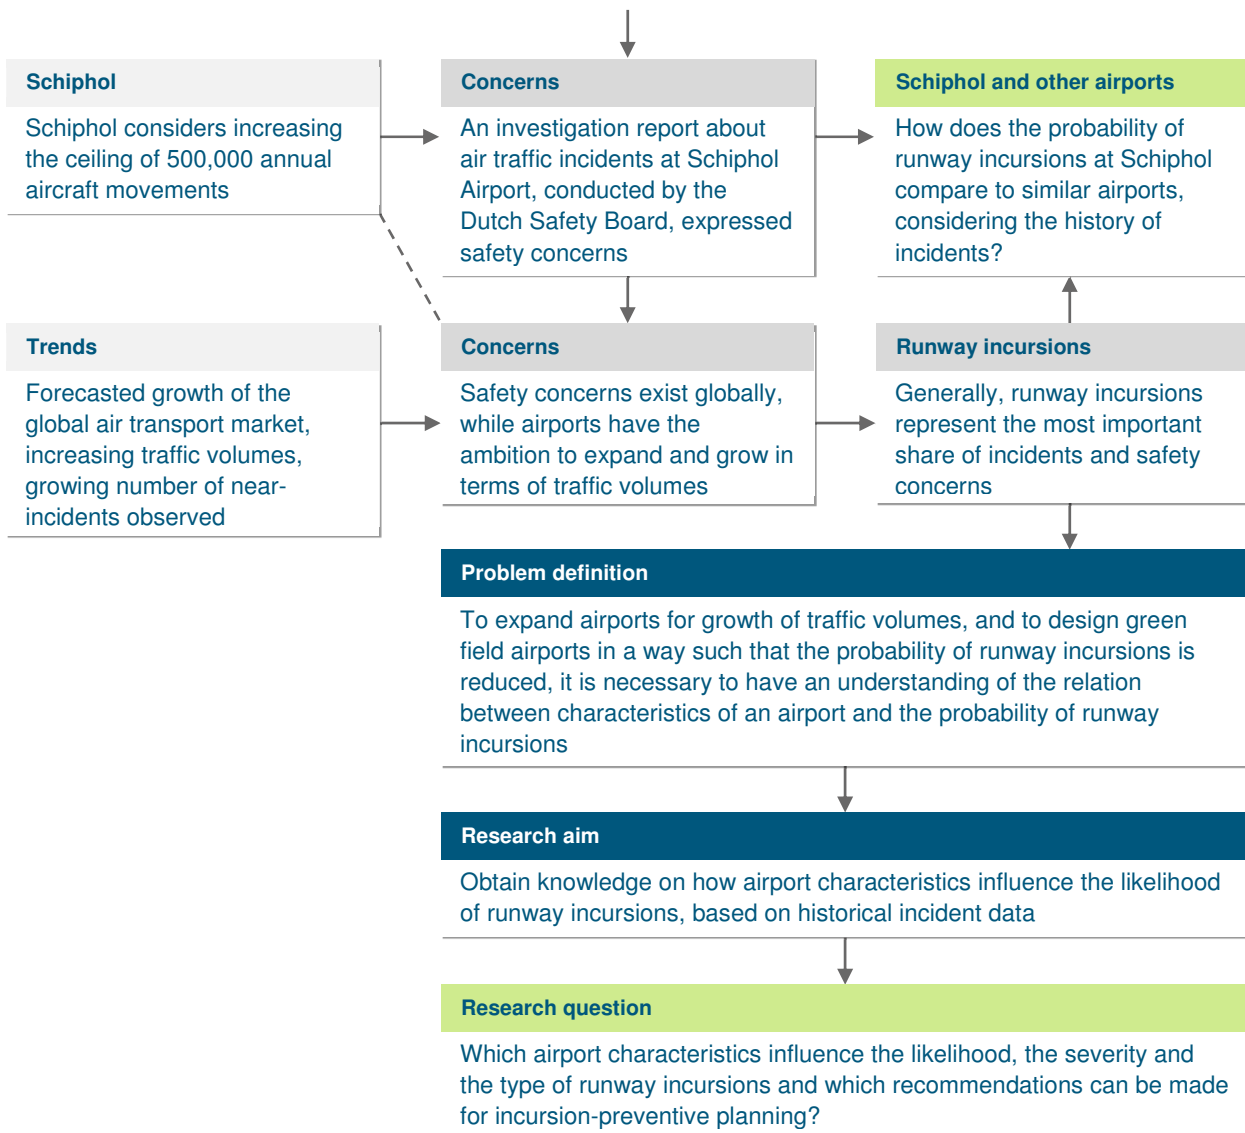 Schiphol
Schiphol considers increasing
the ceiling of 500,000 annual
aircraft movements
Concerns
An investigation report about
air traffic incidents at Schiphol
Airport, conducted by the
Dutch Safety Board, expressed
safety concerns
Schiphol and other airports
How does the probability of
runway incursions at Schiphol
compare to similar airports,
considering the history of
incidents?
Trends
Forecasted growth of the
global air transport market,
increasing traffic volumes,
growing number of near-
incidents observed
Concerns
Safety concerns exist globally,
while airports have the
ambition to expand and grow in
terms of traffic volumes
Runway incursions
Generally, runway incursions
represent the most important
share of incidents and safety
concerns
Problem definition
To expand airports for growth of traffic volumes, and to design green
field airports in a way such that the probability of runway incursions is
reduced, it is necessary to have an understanding of the relation
between characteristics of an airport and the probability of runway
incursions
Research aim
Obtain knowledge on how airport characteristics influence the likelihood
of runway incursions, based on historical incident data
Research question
Which airport characteristics influence the likelihood, the severity and
the type of runway incursions and which recommendations can be made
for incursion-preventive planning?